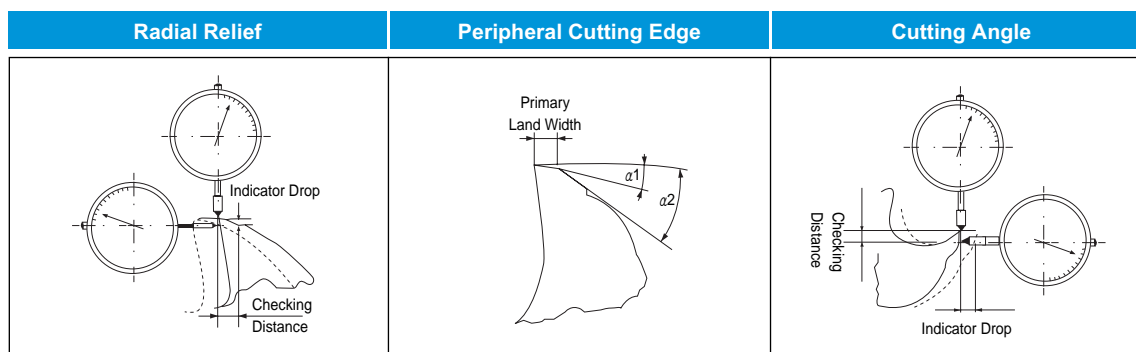 Radial Relief
Peripheral Cutting Edge
Cutting Angle
Indicator Drop
Checking
Distance
Primary
Land Width
α1
α2
Checking
Distance
Indicator Drop